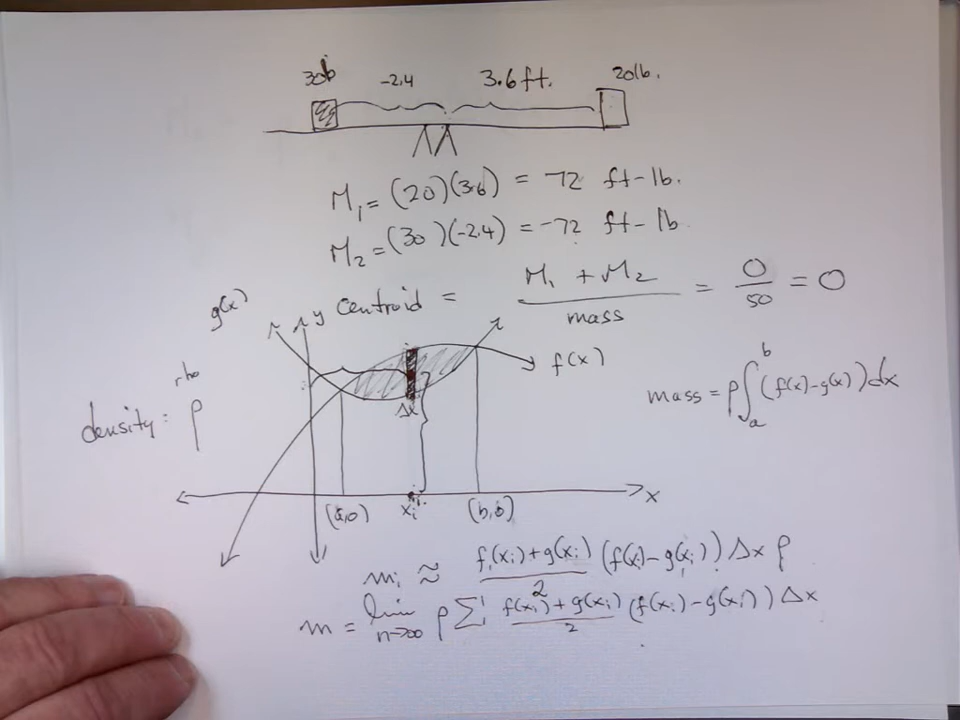 30lb -2.4 3.6 ft. 20lb.
M₁ = (20)(3.6) = 72 ft-lb.
M₂ = (30)(-2.4) = -72 ft-lb
centroid = (M₁ + M₂)/mass = 0/50 = 0
g(x) y
f(x)
rho
density: ρ
mass = ρ∫ₐᵇ (f(x)-g(x))dx
Δx
x
(a,0) xᵢ (b,0)
mᵢ ≈ (f(xᵢ)+g(xᵢ))/2 (f(xᵢ)-g(xᵢ)) Δx ρ
m = lim n→∞ ρ Σ (f(xᵢ)+g(xᵢ))/2 (f(xᵢ)-g(xᵢ)) Δx